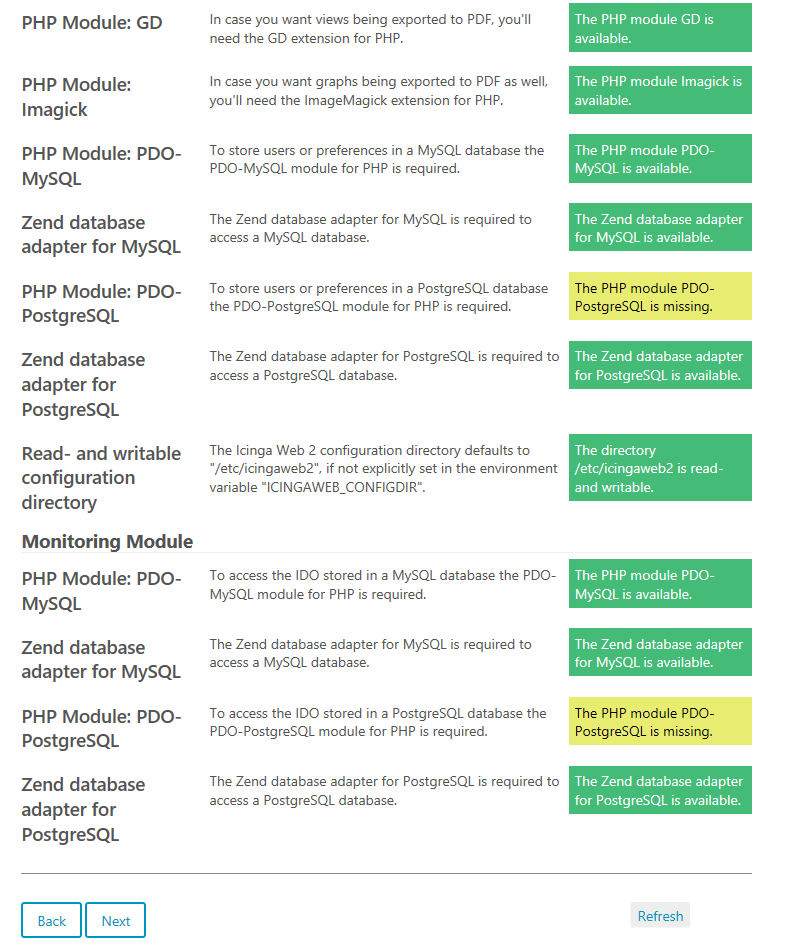 PHP Module: GD
In case you want views being exported to PDF, you'll
need the GD extension for PHP.
The PHP module GD is
available.
PHP Module:
Imagick
In case you want graphs being exported to PDF as well,
you'll need the ImageMagick extension for PHP.
The PHP module Imagick is
available.
PHP Module: PDO-
MySQL
To store users or preferences in a MySQL database the
PDO-MySQL module for PHP is required.
The PHP module PDO-
MySQL is available.
Zend database
adapter for MySQL
The Zend database adapter for MySQL is required to
access a MySQL database.
The Zend database adapter
for MySQL is available.
PHP Module: PDO-
PostgreSQL
To store users or preferences in a PostgreSQL database
the PDO-PostgreSQL module for PHP is required.
The PHP module PDO-
PostgreSQL is missing.
Zend database
adapter for
PostgreSQL
The Zend database adapter for PostgreSQL is required to
access a PostgreSQL database.
The Zend database adapter
for PostgreSQL is available.
Read- and writable
configuration
directory
The Icinga Web 2 configuration directory defaults to
"/etc/icingaweb2", if not explicitly set in the environment
variable "ICINGAWEB_CONFIGDIR".
The directory
/etc/icingaweb2 is read-
and writable.
Monitoring Module
PHP Module: PDO-
MySQL
To access the IDO stored in a MySQL database the PDO-
MySQL module for PHP is required.
The PHP module PDO-
MySQL is available.
Zend database
adapter for MySQL
The Zend database adapter for MySQL is required to
access a MySQL database.
The Zend database adapter
for MySQL is available.
PHP Module: PDO-
PostgreSQL
To access the IDO stored in a PostgreSQL database the
PDO-PostgreSQL module for PHP is required.
The PHP module PDO-
PostgreSQL is missing.
Zend database
adapter for
PostgreSQL
The Zend database adapter for PostgreSQL is required to
access a PostgreSQL database.
The Zend database adapter
for PostgreSQL is available.
Back
Next
Refresh